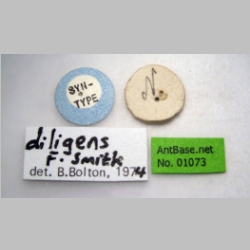 SYN-
TYPE
diligens
F. Smith
det. B.Bolton, 1974
AntBase.net
No. 01073